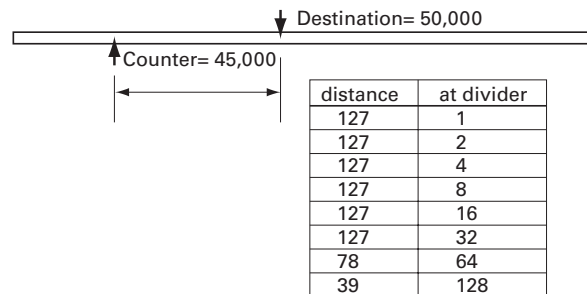 Destination= 50,000
Counter= 45,000
distance at divider
127 1
127 2
127 4
127 8
127 16
127 32
78 64
39 128